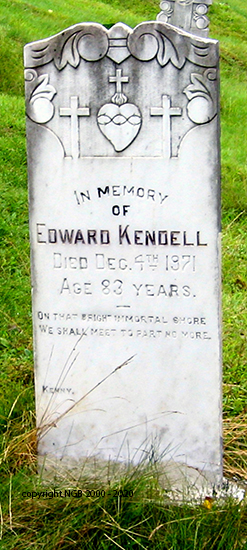 IN MEMORY
OF
EDWARD KENDELL
DIED DEC. 4TH 1871
AGE 83 YEARS.
ON THAT BRIGHT IMMORTAL SHORE
WE SHALL MEET TO PART NO MORE.
KENNY.
copyright NGB 2000 - 2020